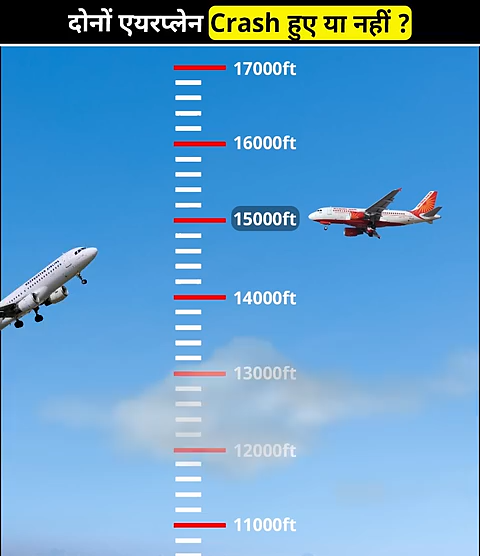 दोनों एयरप्लेन Crash हुए या नहीं ?
17000ft
16000ft
15000ft
14000ft
13000ft
12000ft
11000ft